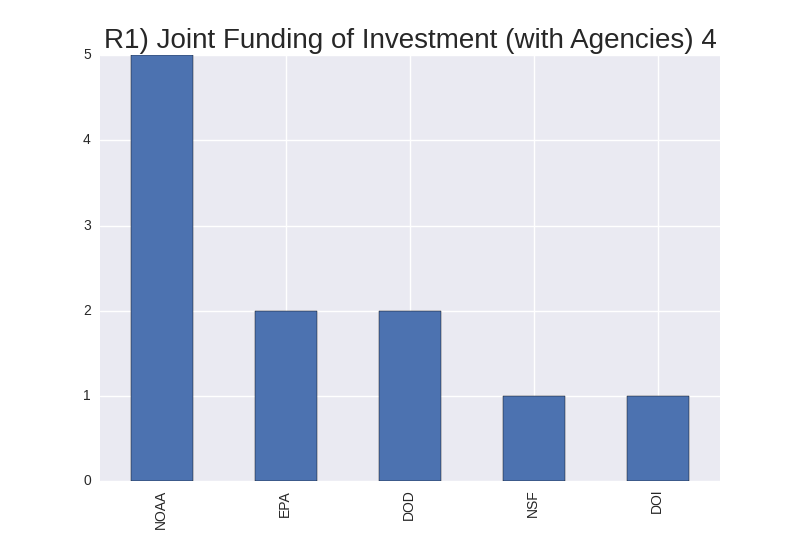 R1) Joint Funding of Investment (with Agencies) 4
5
4
3
2
1
0
NOAA
EPA
DOD
NSF
DOI